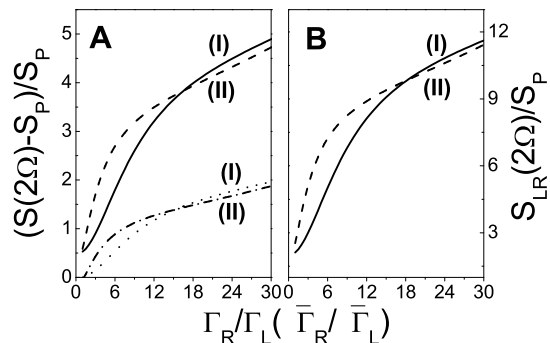 A
B
(S(2Ω)-S_P)/S_P
5
4
3
2
1
0
(I)
(II)
(I)
(II)
(I)
(II)
12
9
6
3
S_LR(2Ω)/S_P
0 6 12 18 24 30
0 6 12 18 24 30
Γ_R/Γ_L( Γ̄_R/ Γ̄_L)